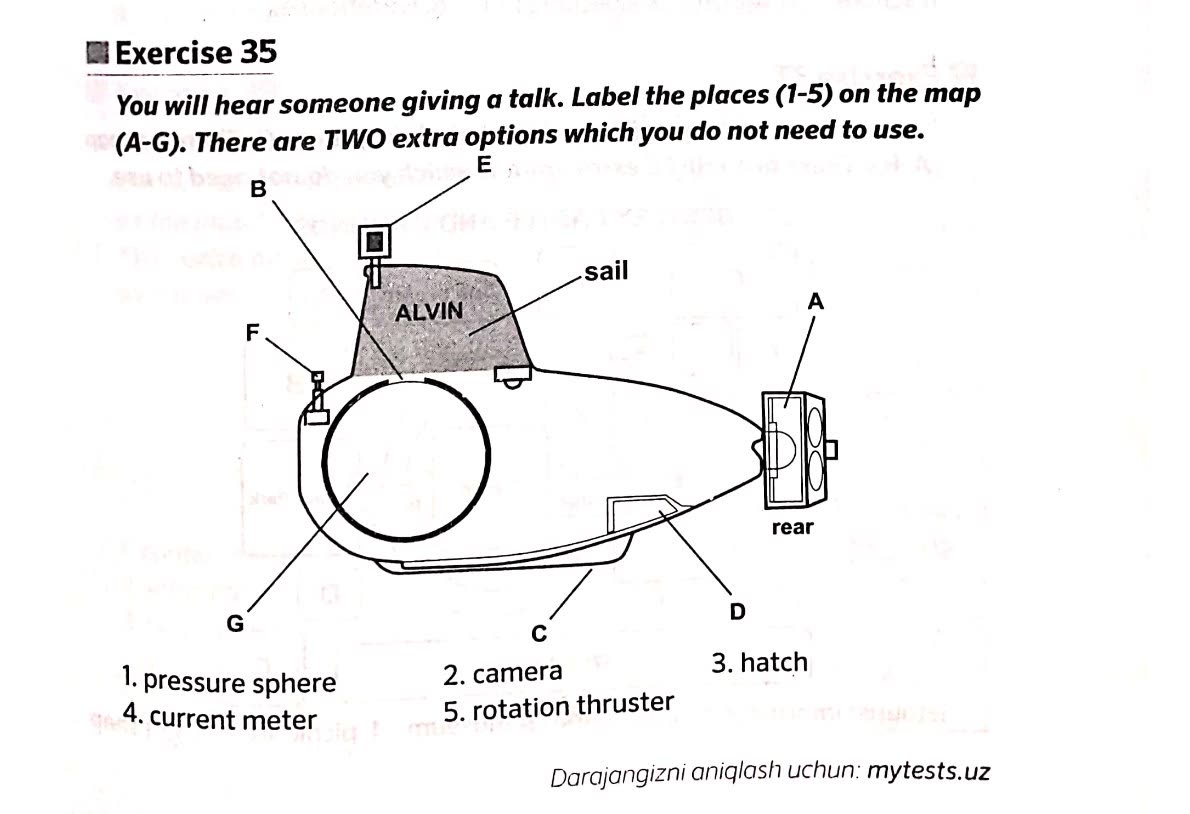 Exercise 35
You will hear someone giving a talk. Label the places (1-5) on the map
(A-G). There are TWO extra options which you do not need to use.
E
B
sail
A
ALVIN
F
rear
D
G
C
1. pressure sphere 2. camera 3. hatch
4. current meter 5. rotation thruster
Darajangizni aniqlash uchun: mytests.uz